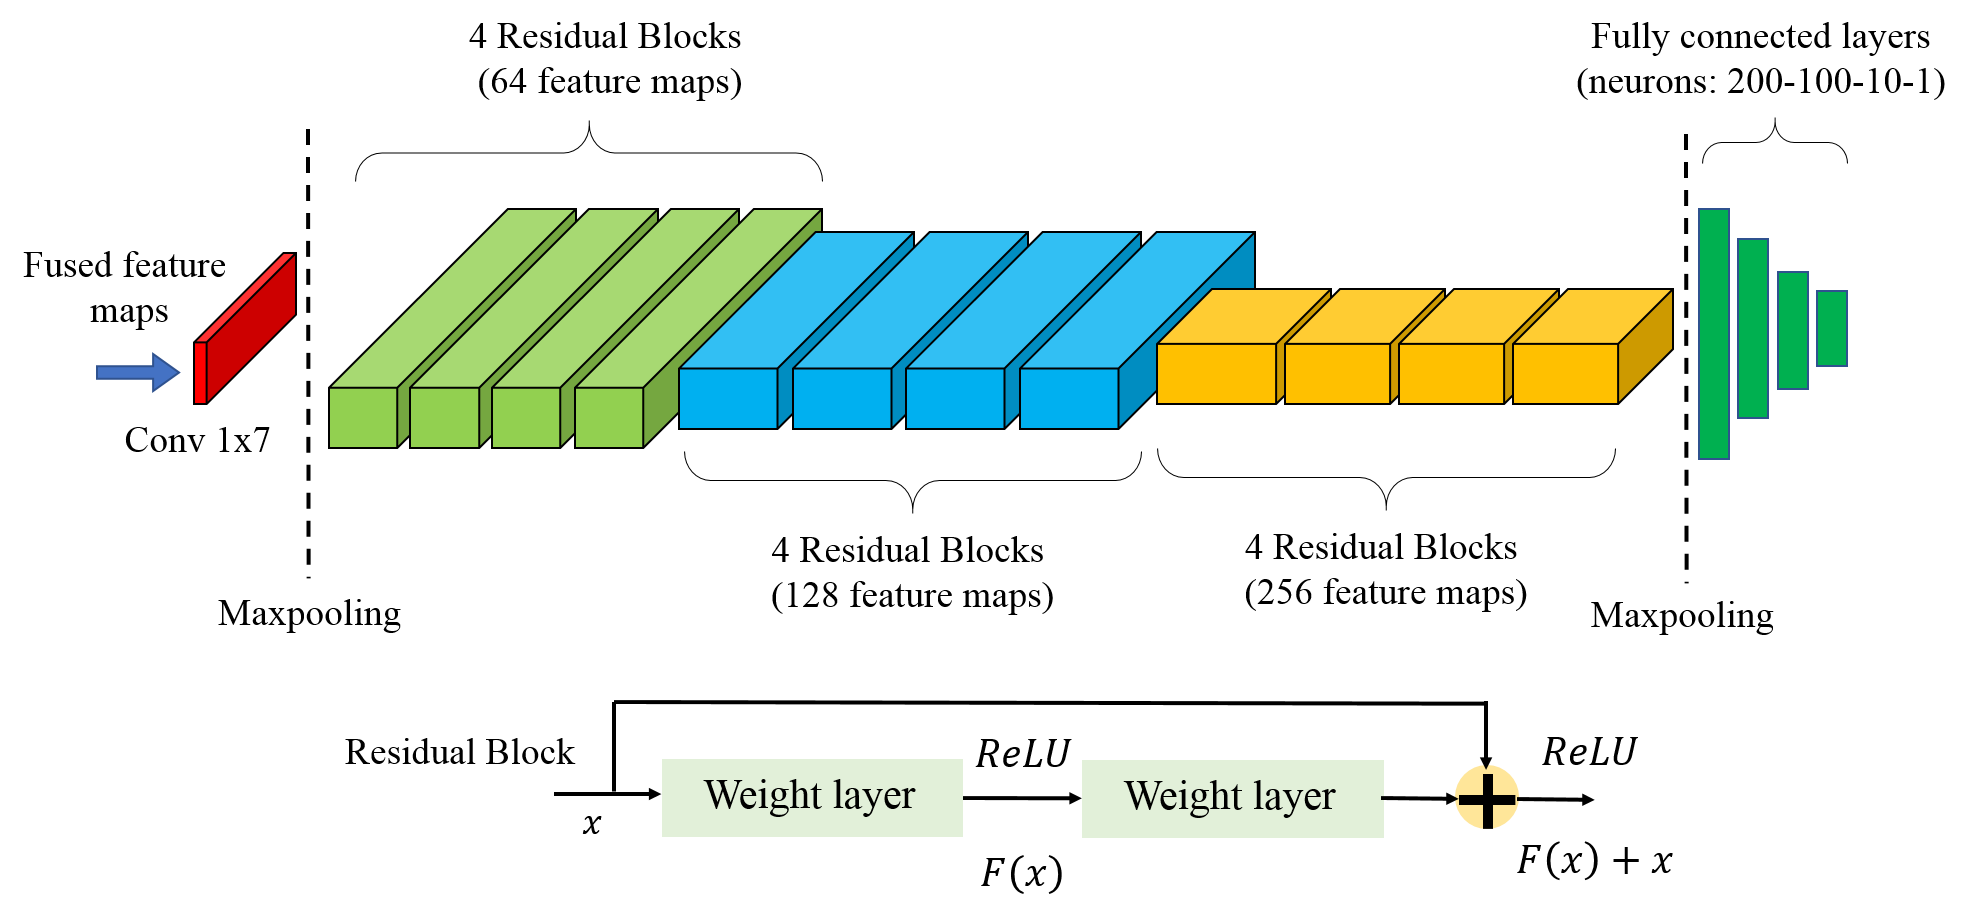 4 Residual Blocks
(64 feature maps)
Fully connected layers
(neurons: 200-100-10-1)
Fused feature
maps
Conv 1x7
Maxpooling
4 Residual Blocks
(128 feature maps)
4 Residual Blocks
(256 feature maps)
Maxpooling
Residual Block
x
Weight layer
ReLU
F(x)
Weight layer
ReLU
F(x) + x